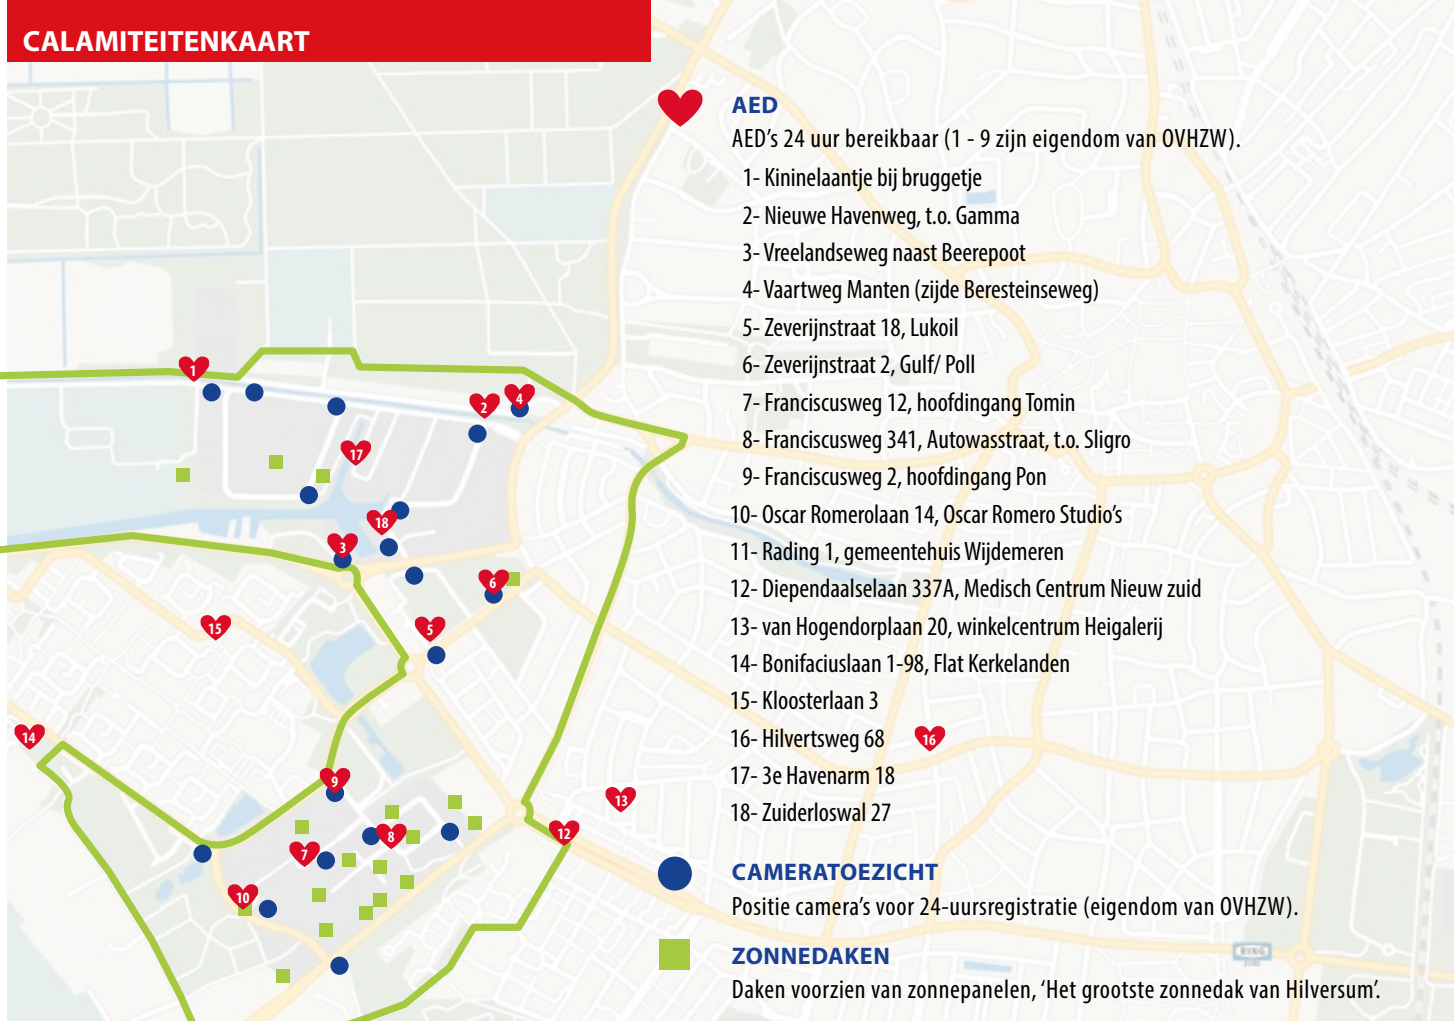 CALAMITEITENKAART
AED
AED's 24 uur bereikbaar (1 - 9 zijn eigendom van OVHZW).
1- Kininelaantje bij bruggetje
2- Nieuwe Havenweg, t.o. Gamma
3- Vreelandseweg naast Beerepoot
4- Vaartweg Manten (zijde Beresteinseweg)
5- Zeverijnstraat 18, Lukoil
6- Zeverijnstraat 2, Gulf/ Poll
7- Franciscusweg 12, hoofdingang Tomin
8- Franciscusweg 341, Autowasstraat, t.o. Sligro
9- Franciscusweg 2, hoofdingang Pon
10- Oscar Romerolaan 14, Oscar Romero Studio's
11- Rading 1, gemeentehuis Wijdemeren
12- Diependaalselaan 337A, Medisch Centrum Nieuw zuid
13- van Hogendorplaan 20, winkelcentrum Heigalerij
14- Bonifaciuslaan 1-98, Flat Kerkelanden
15- Kloosterlaan 3
16- Hilvertsweg 68
17- 3e Havenarm 18
18- Zuiderloswal 27
CAMERATOEZICHT
Positie camera's voor 24-uursregistratie (eigendom van OVHZW).
ZONNEDAKEN
Daken voorzien van zonnepanelen, 'Het grootste zonnedak van Hilversum'.
1
4
2
17
18
3
6
5
15
14
16
9
13
12
8
7
10
RING